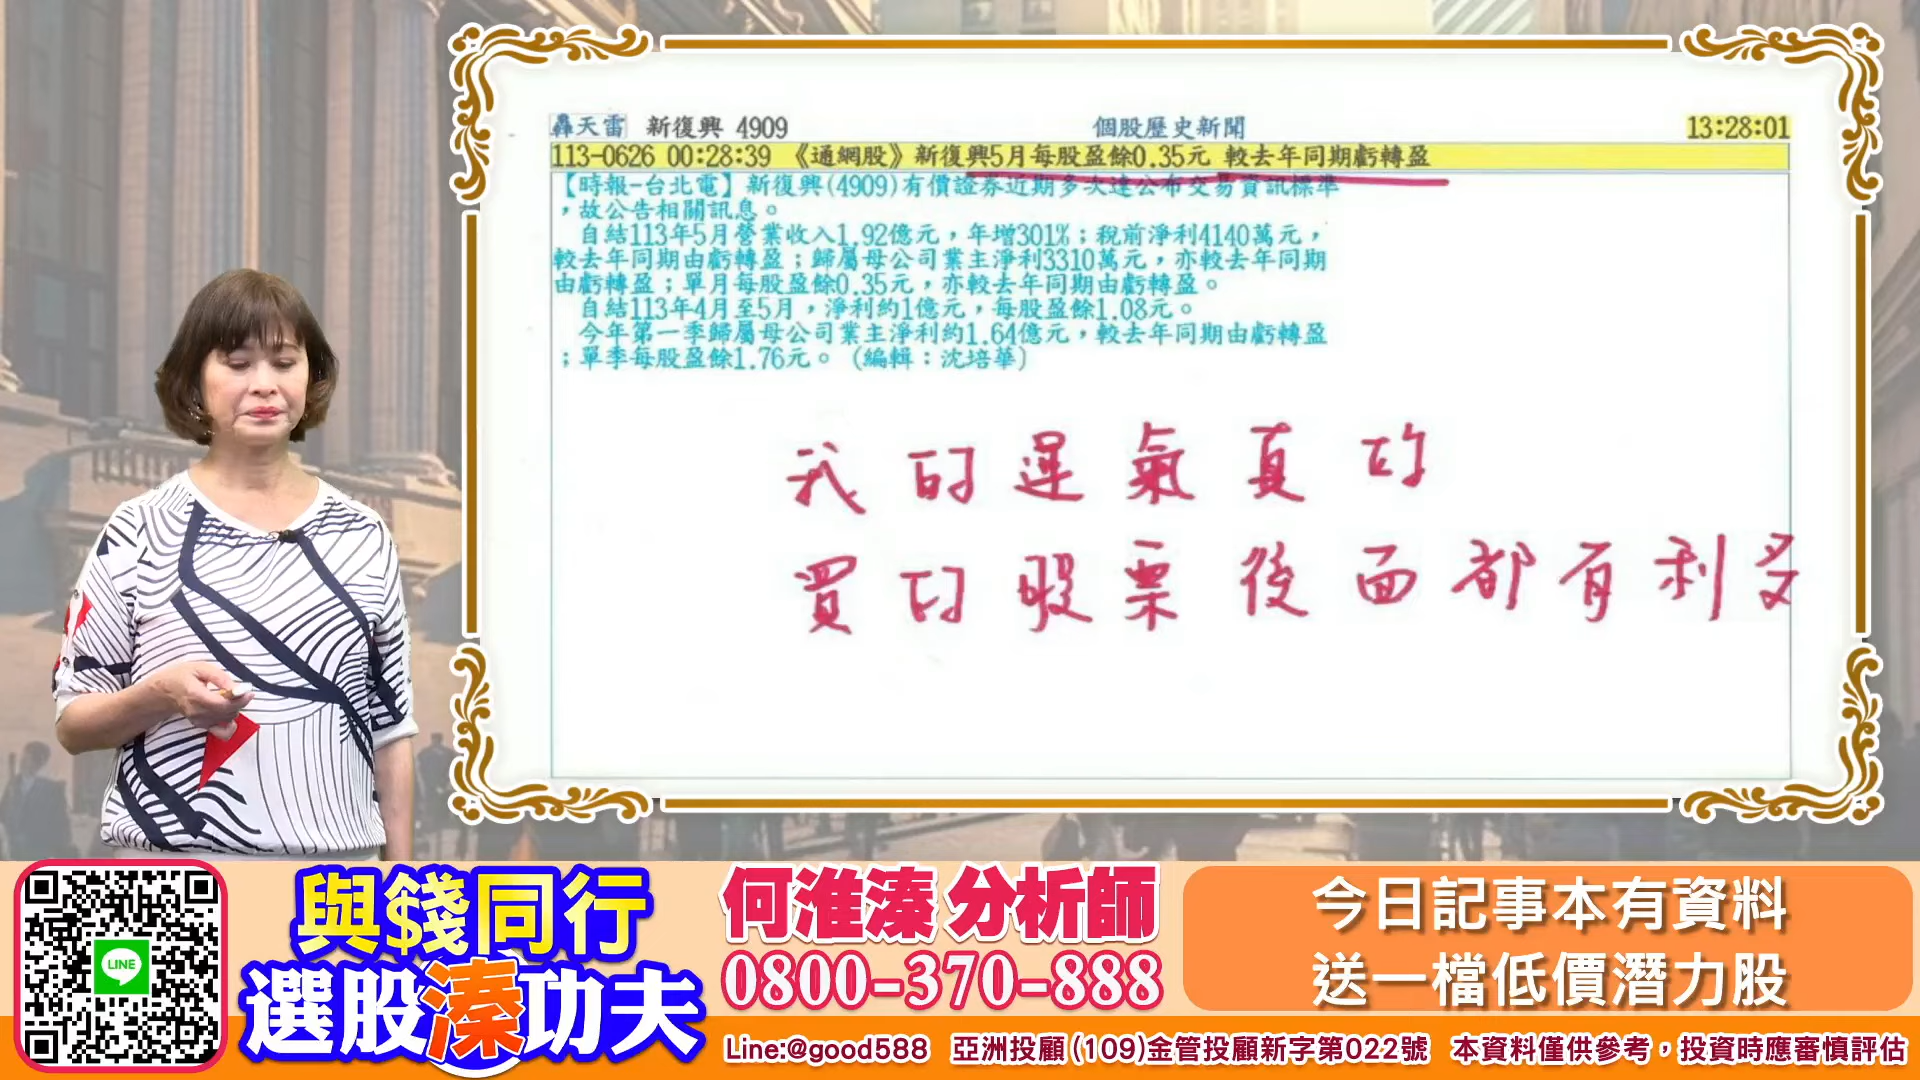 轟天雷 新復興 4909 個股歷史新聞 13:28:01
113-0626 00:28:39 《通網股》新復興5月每股盈餘0.35元 較去年同期虧轉盈
【時報-台北電】新復興(4909)有價證券近期多次達公布交易資訊標準
，故公告相關訊息。
自結113年5月營業收入1.92億元，年增301%；稅前淨利4140萬元，
較去年同期由虧轉盈；歸屬母公司業主淨利3310萬元，亦較去年同期
由虧轉盈；單月每股盈餘0.35元，亦較去年同期由虧轉盈。
自結113年4月至5月，淨利約1億元，每股盈餘1.08元。
今年第一季歸屬母公司業主淨利約1.64億元，較去年同期由虧轉盈
；單季每股盈餘1.76元。（編輯：沈培華）
我的運氣真的
買的股票後面都有利多
LINE
與$錢同行
選股溱功夫
何淮溱 分析師
0800-370-888
今日記事本有資料
送一檔低價潛力股
Line:@good588 亞洲投顧 (109)金管投顧新字第022號 本資料僅供參考，投資時應審慎評估